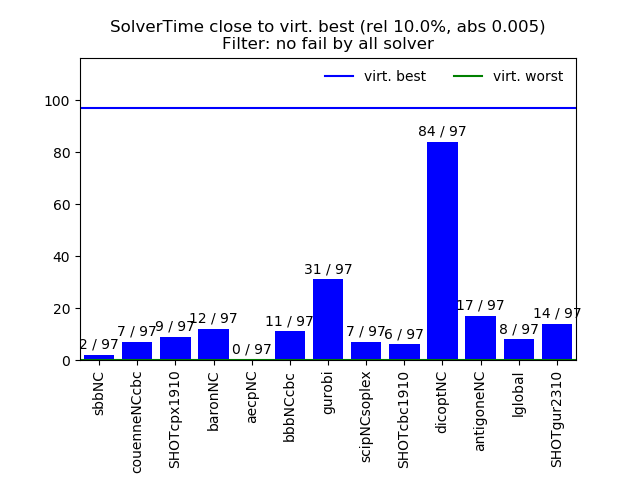 SolverTime close to virt. best (rel 10.0%, abs 0.005)
Filter: no fail by all solver
virt. best
virt. worst
100
80
60
40
20
0
2 / 97
7 / 97
9 / 97
12 / 97
0 / 97
11 / 97
31 / 97
7 / 97
6 / 97
84 / 97
17 / 97
8 / 97
14 / 97
sbbNC
couenneNCcbc
SHOTcpx1910
baronNC
aecpNC
bbbNCcbc
gurobi
scipNCsoplex
SHOTcbc1910
dicoptNC
antigoneNC
lglobal
SHOTgur2310